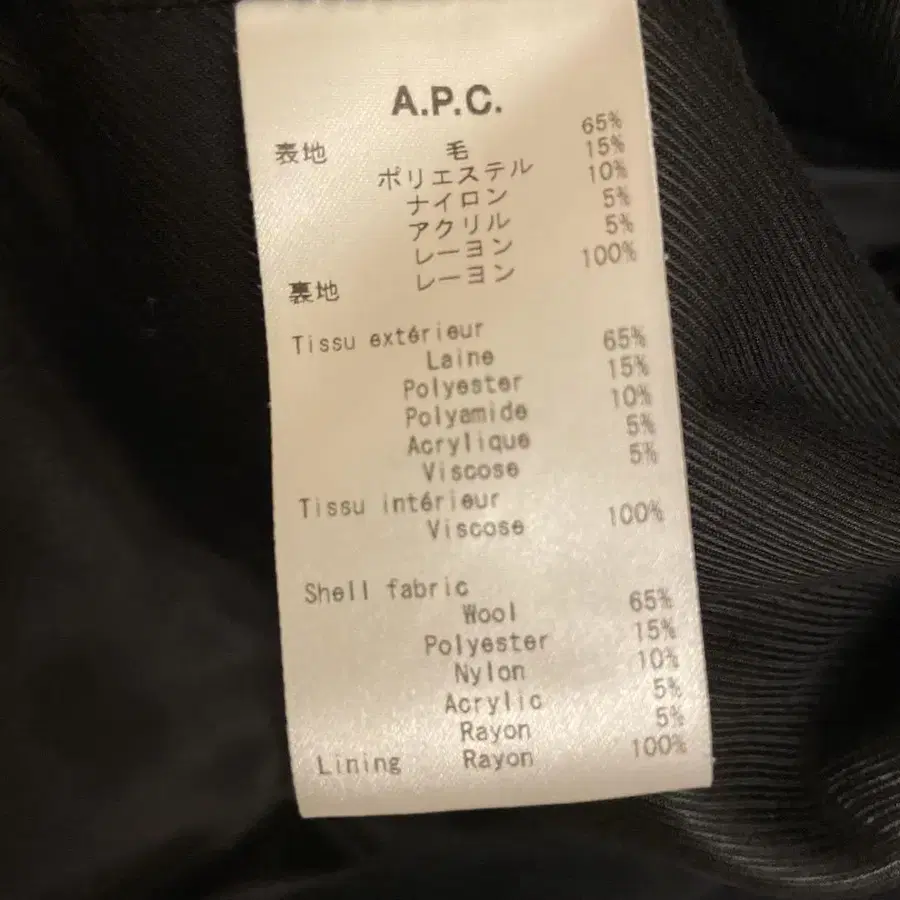 A.P.C.
表地 毛 65%
ポリエステル 15%
ナイロン 10%
アクリル 5%
レーヨン 5%
裏地 レーヨン 100%
Tissu extérieur
Laine 65%
Polyester 15%
Polyamide 10%
Acrylique 5%
Viscose 5%
Tissu intérieur
Viscose 100%
Shell fabric
Wool 65%
Polyester 15%
Nylon 10%
Acrylic 5%
Rayon 5%
Lining Rayon 100%